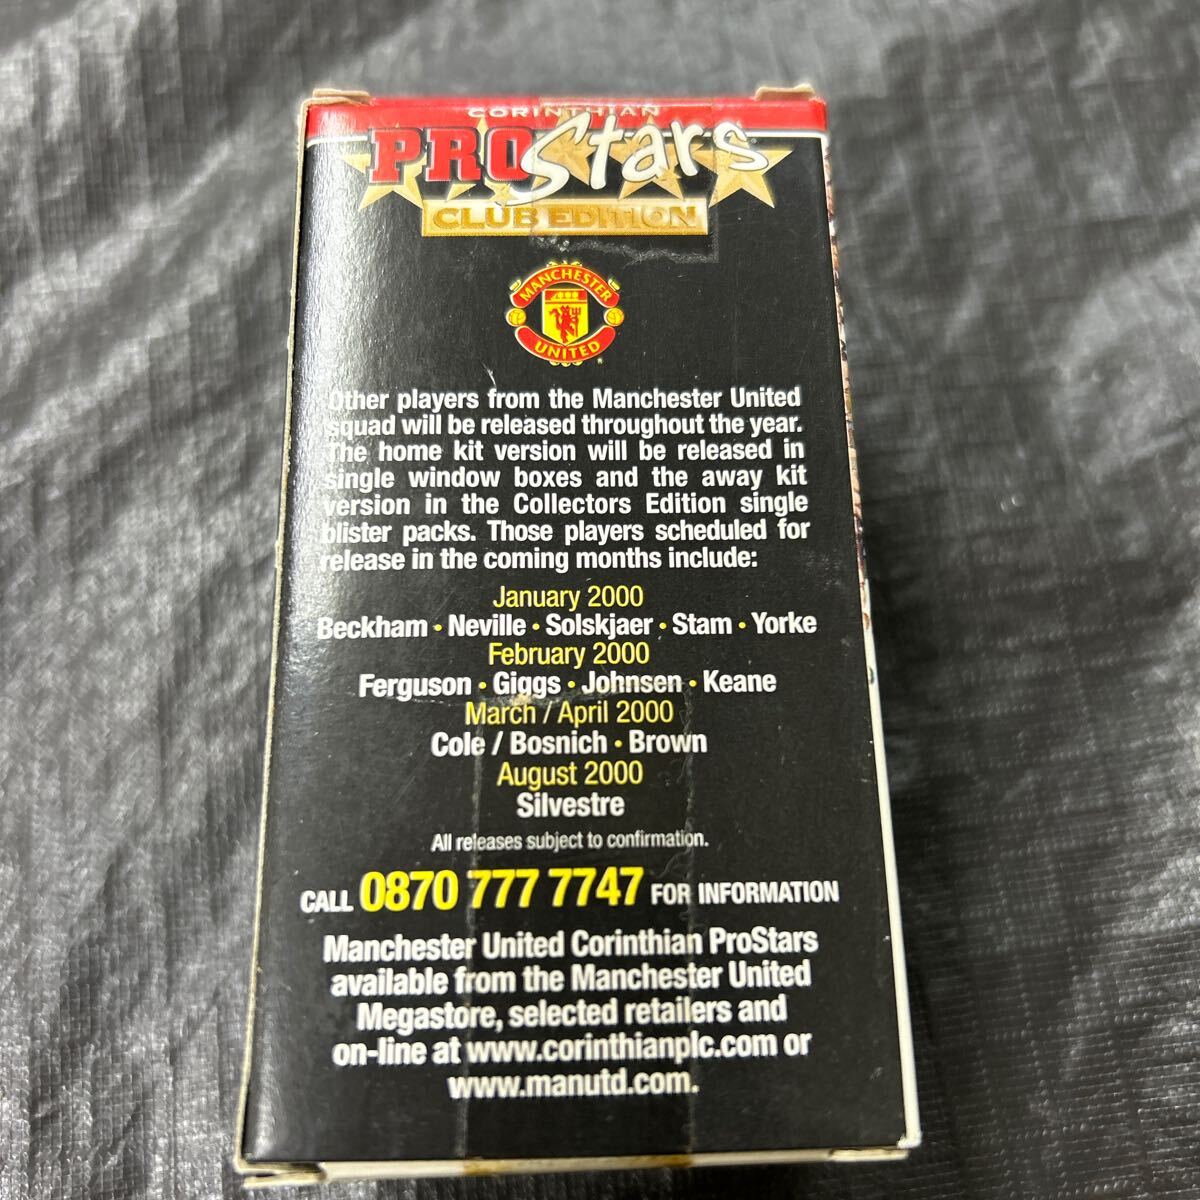 CORINTHIAN
PROStars
CLUB EDITION
MANCHESTER
UNITED
Other players from the Manchester United
squad will be released throughout the year.
The home kit version will be released in
single window boxes and the away kit
version in the Collectors Edition single
blister packs. Those players scheduled for
release in the coming months include:
January 2000
Beckham • Neville • Solskjaer • Stam • Yorke
February 2000
Ferguson • Giggs • Johnsen • Keane
March / April 2000
Cole / Bosnich • Brown
August 2000
Silvestre
All releases subject to confirmation.
CALL 0870 777 7747 FOR INFORMATION
Manchester United Corinthian ProStars
available from the Manchester United
Megastore, selected retailers and
on-line at www.corinthianplc.com or
www.manutd.com.